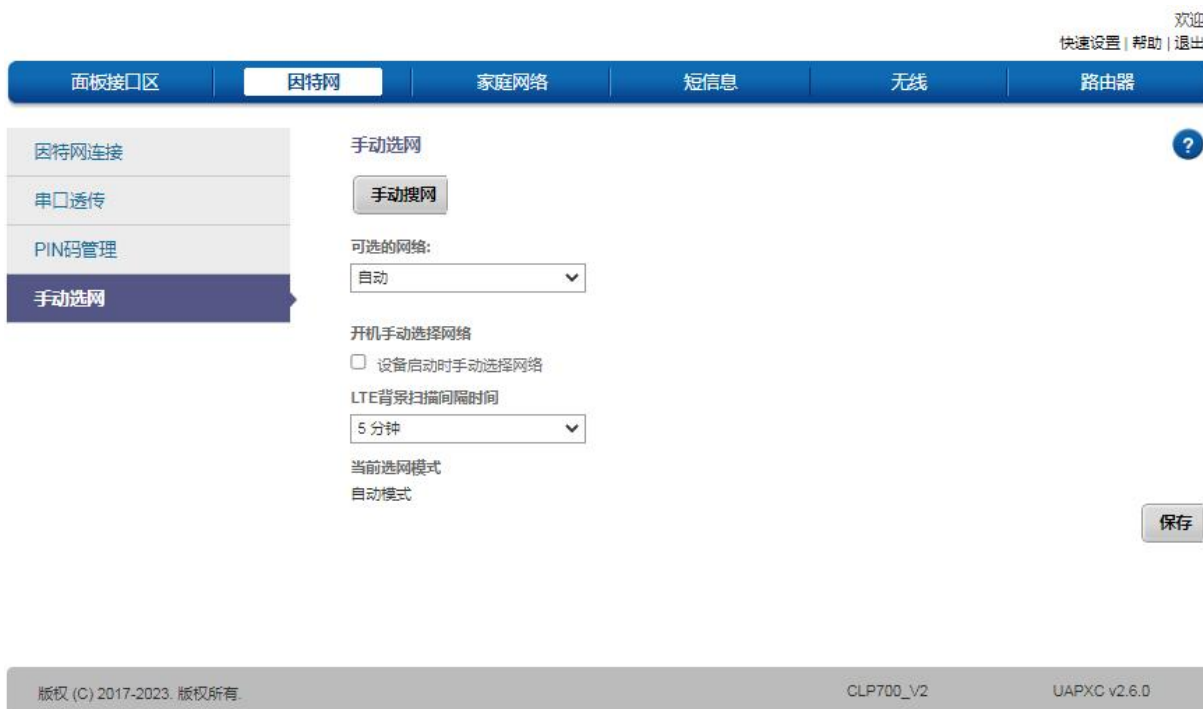 欢迎
快速设置 | 帮助 | 退出
面板接口区 因特网 家庭网络 短信息 无线 路由器
因特网连接
串口透传
PIN码管理
手动选网
手动选网
?
手动搜网
可选的网络:
自动
开机手动选择网络
设备启动时手动选择网络
LTE背景扫描间隔时间
5 分钟
当前选网模式
自动模式
保存
版权 (C) 2017-2023. 版权所有. CLP700_V2 UAPXC v2.6.0